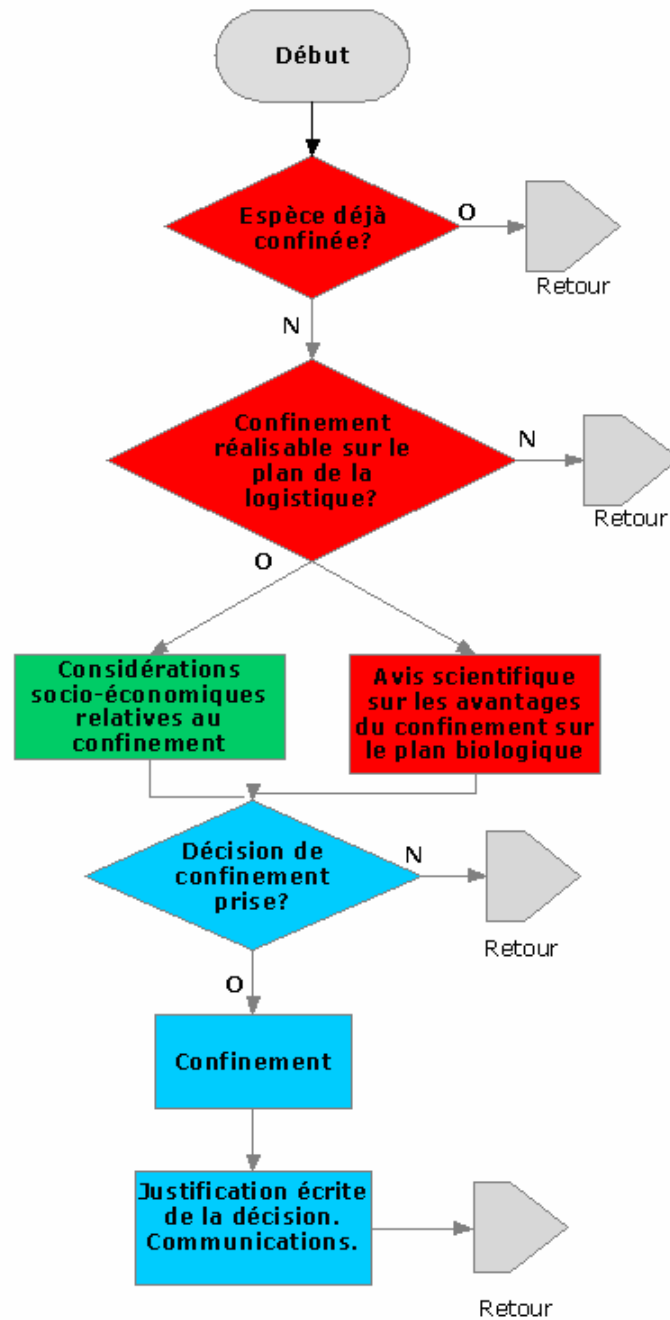 Début
Espèce déjà
confinée?
O
Retour
N
Confinement
réalisable sur le
plan de la
logistique?
N
Retour
O
Considérations
socio-économiques
relatives au
confinement
Avis scientifique
sur les avantages
du confinement sur
le plan biologique
Décision de
confinement
prise?
N
Retour
O
Confinement
Justification écrite
de la décision.
Communications.
Retour